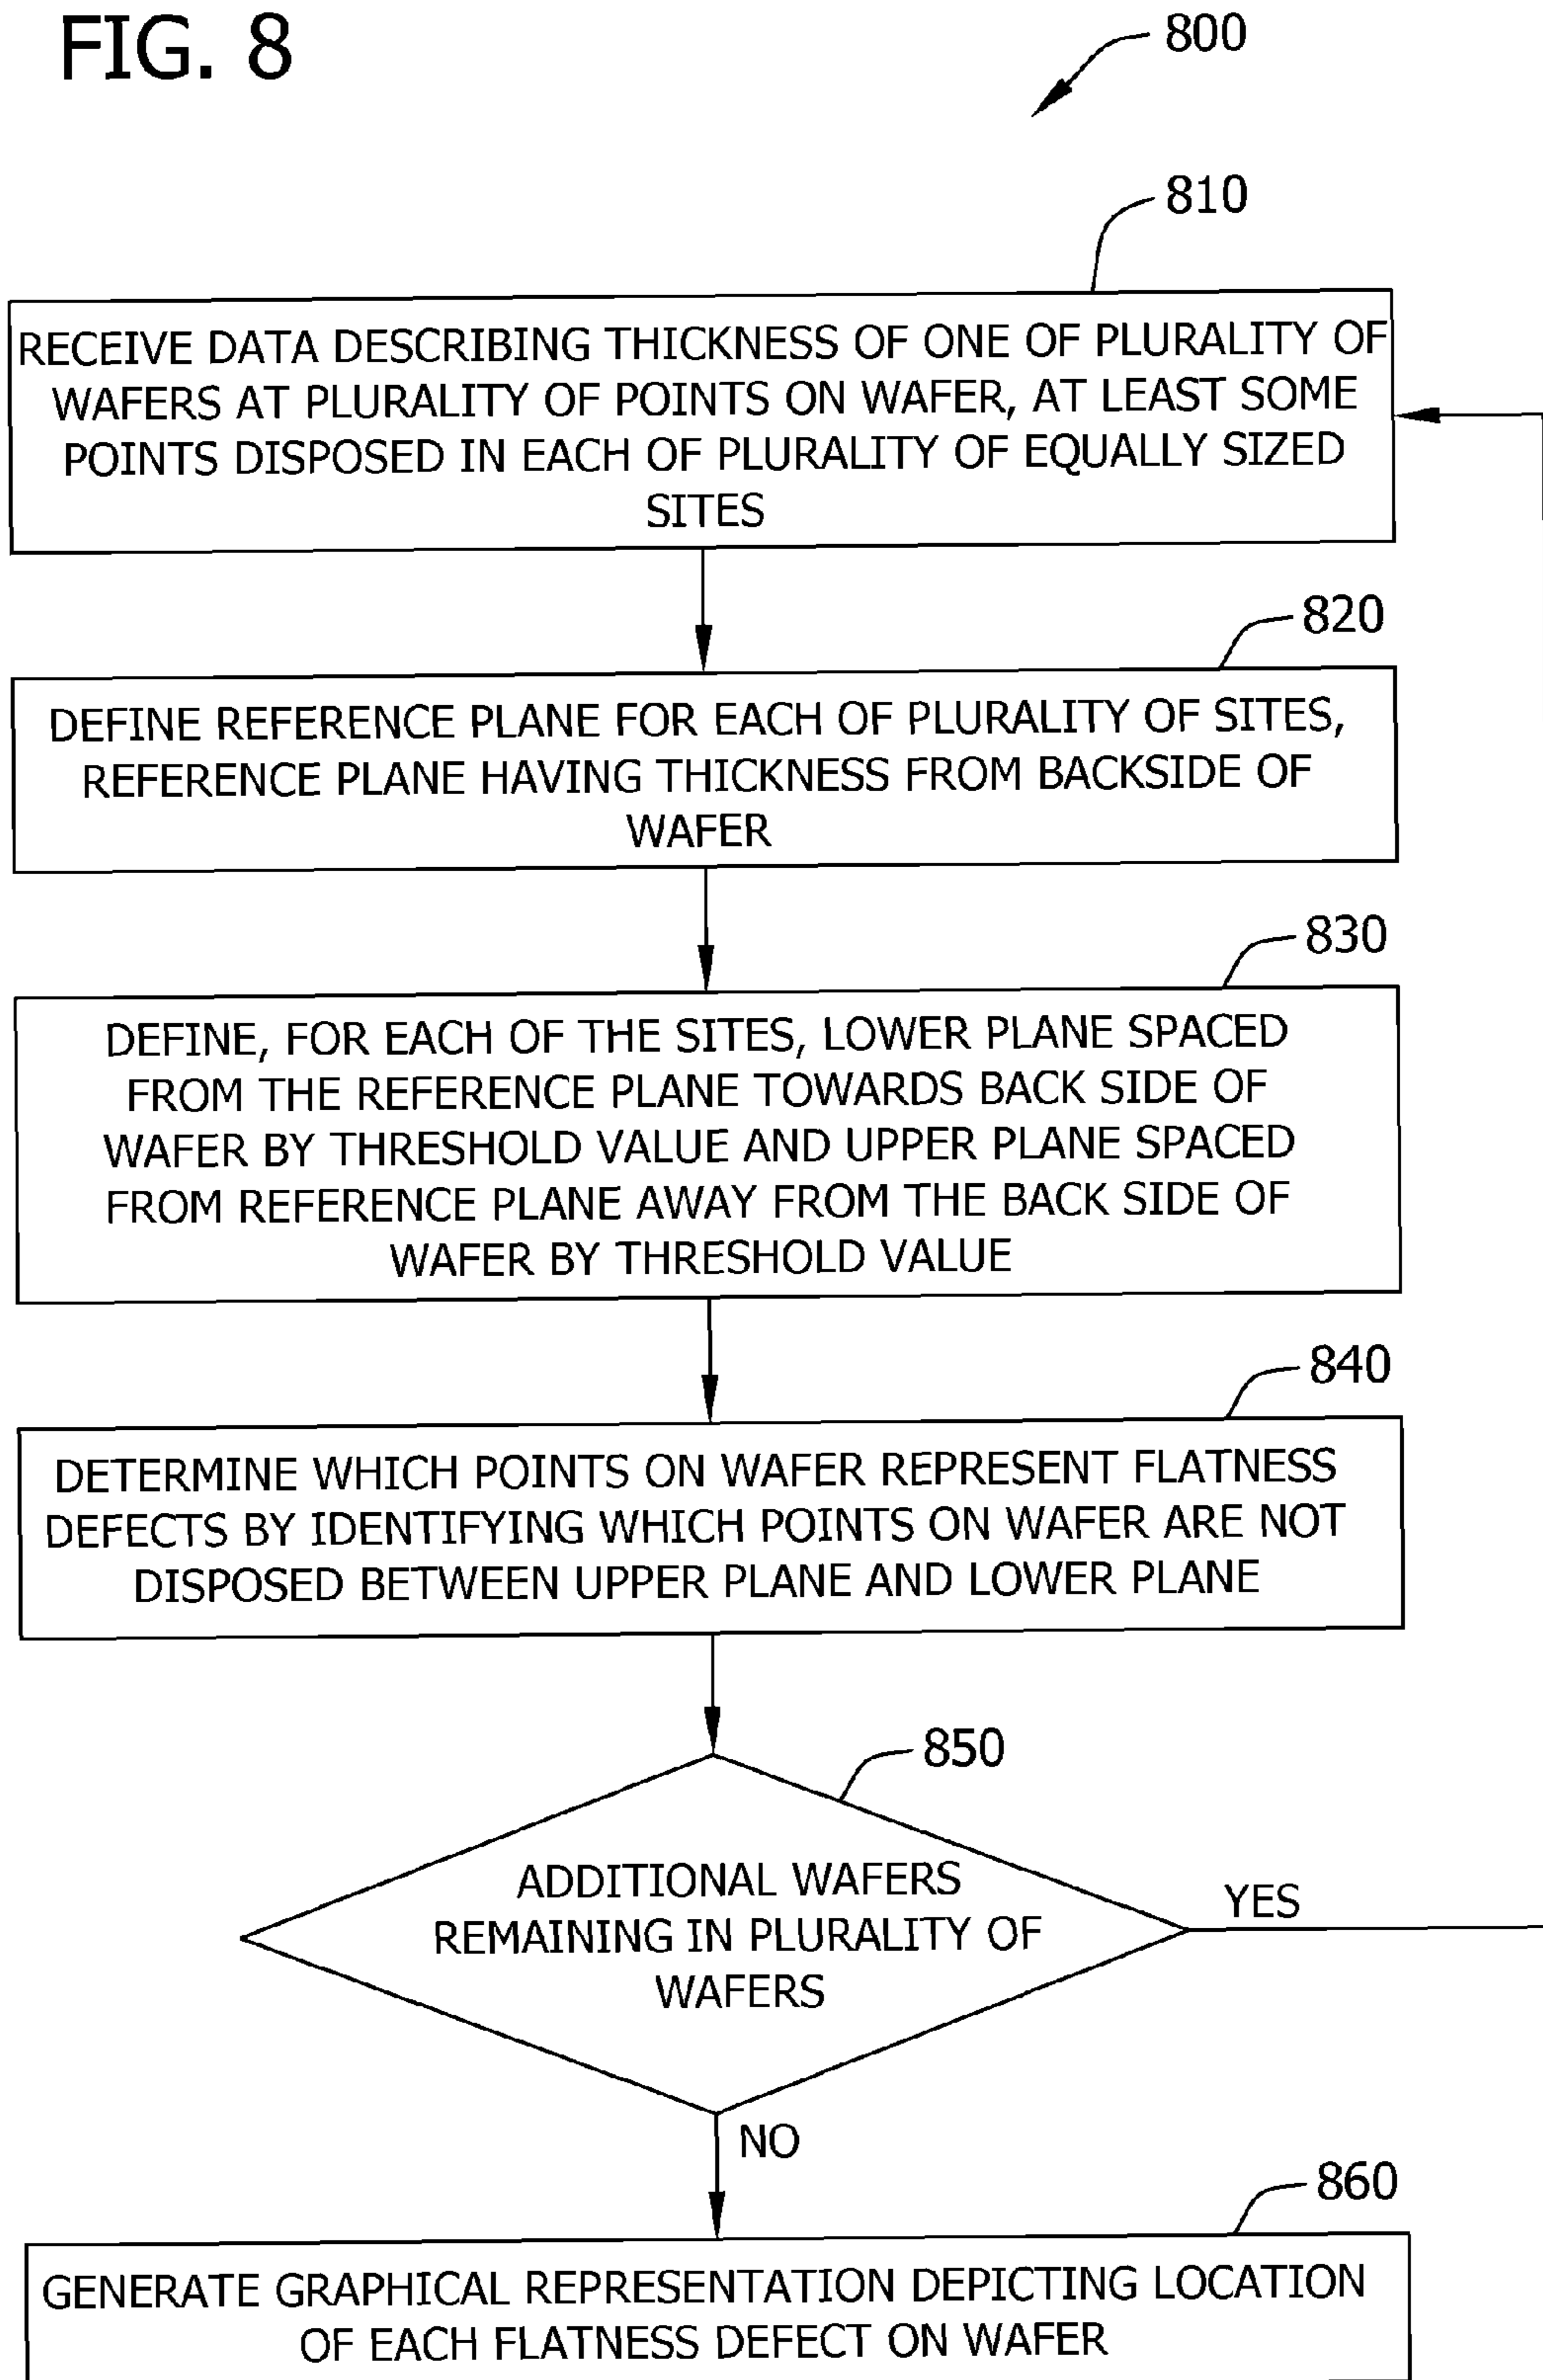 FIG. 8
800
810
RECEIVE DATA DESCRIBING THICKNESS OF ONE OF PLURALITY OF
WAFERS AT PLURALITY OF POINTS ON WAFER, AT LEAST SOME
POINTS DISPOSED IN EACH OF PLURALITY OF EQUALLY SIZED
SITES
820
DEFINE REFERENCE PLANE FOR EACH OF PLURALITY OF SITES,
REFERENCE PLANE HAVING THICKNESS FROM BACKSIDE OF
WAFER
830
DEFINE, FOR EACH OF THE SITES, LOWER PLANE SPACED
FROM THE REFERENCE PLANE TOWARDS BACK SIDE OF
WAFER BY THRESHOLD VALUE AND UPPER PLANE SPACED
FROM REFERENCE PLANE AWAY FROM THE BACK SIDE OF
WAFER BY THRESHOLD VALUE
840
DETERMINE WHICH POINTS ON WAFER REPRESENT FLATNESS
DEFECTS BY IDENTIFYING WHICH POINTS ON WAFER ARE NOT
DISPOSED BETWEEN UPPER PLANE AND LOWER PLANE
850
ADDITIONAL WAFERS
REMAINING IN PLURALITY OF
WAFERS
YES
NO
860
GENERATE GRAPHICAL REPRESENTATION DEPICTING LOCATION
OF EACH FLATNESS DEFECT ON WAFER